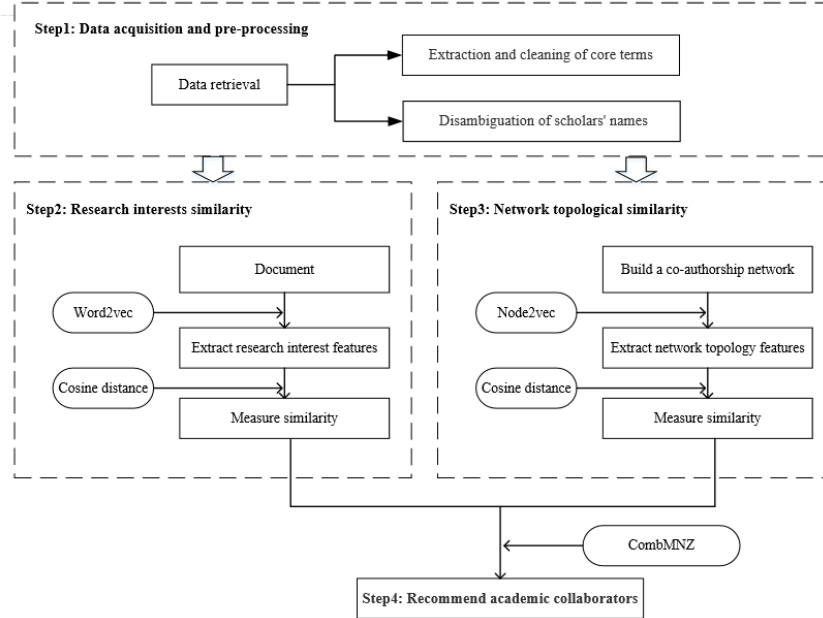 Step1: Data acquisition and pre-processing
Extraction and cleaning of core terms
Data retrieval
Disambiguation of scholars' names
Step2: Research interests similarity
Document
Word2vec
Extract research interest features
Cosine distance
Measure similarity
Step3: Network topological similarity
Build a co-authorship network
Node2vec
Extract network topology features
Cosine distance
Measure similarity
CombMNZ
Step4: Recommend academic collaborators